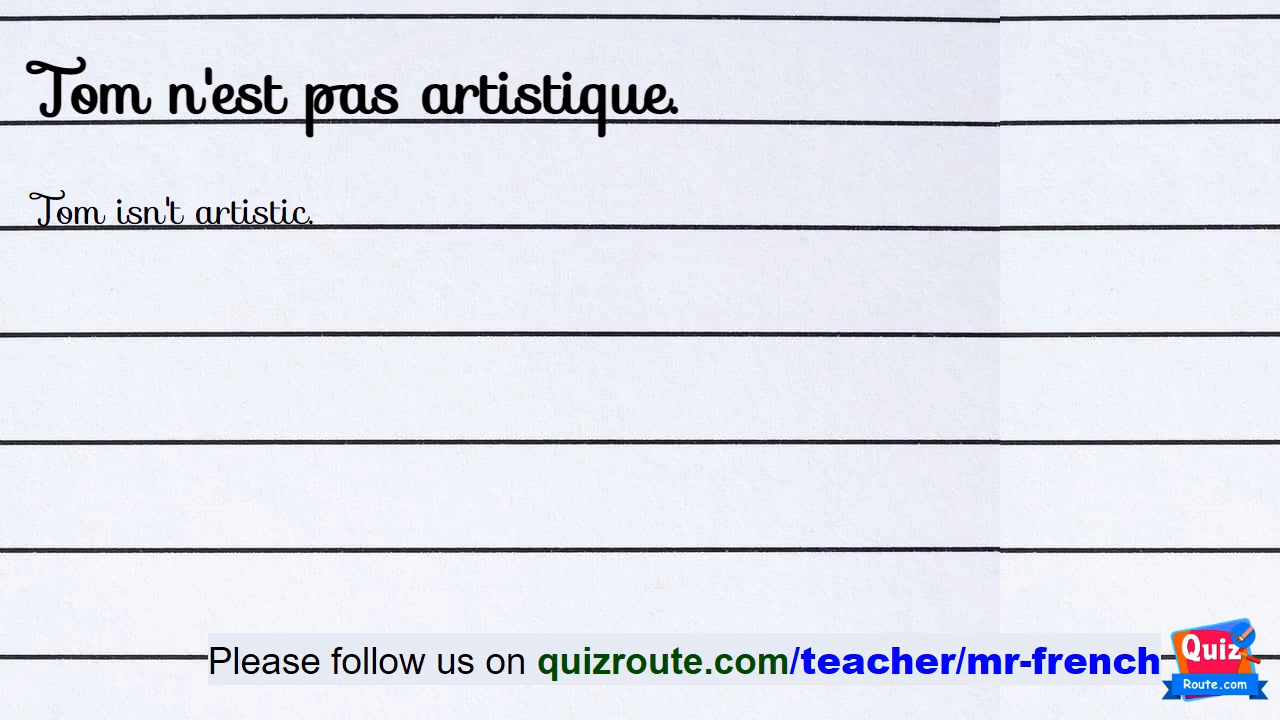 Tom n'est pas artistique.
Tom isn't artistic.
Please follow us on quizroute.com/teacher/mr-french
Quiz
Route.com